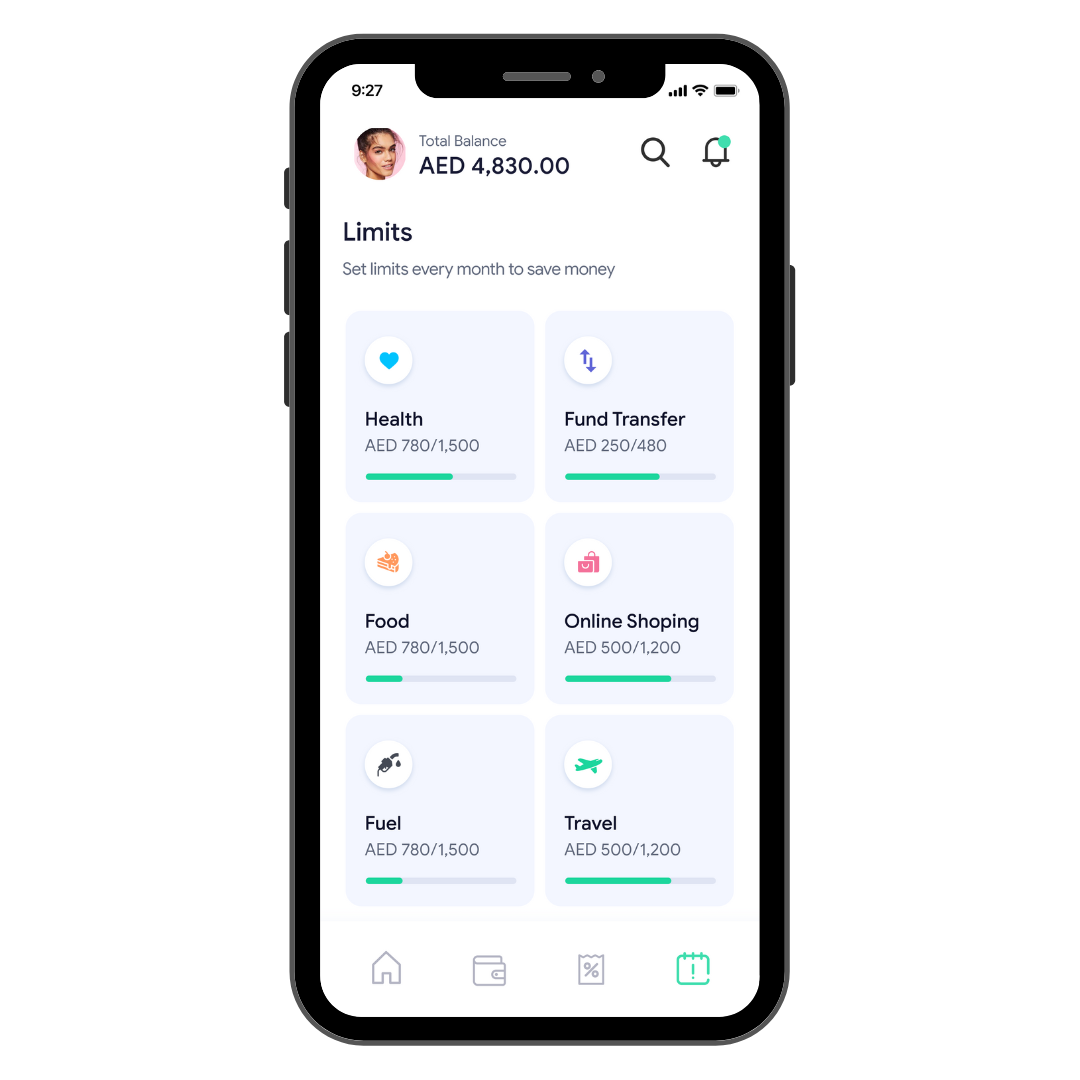 9:27
Total Balance
AED 4,830.00
Limits
Set limits every month to save money
Health
AED 780/1,500
Fund Transfer
AED 250/480
Food
AED 780/1,500
Online Shoping
AED 500/1,200
Fuel
AED 780/1,500
Travel
AED 500/1,200